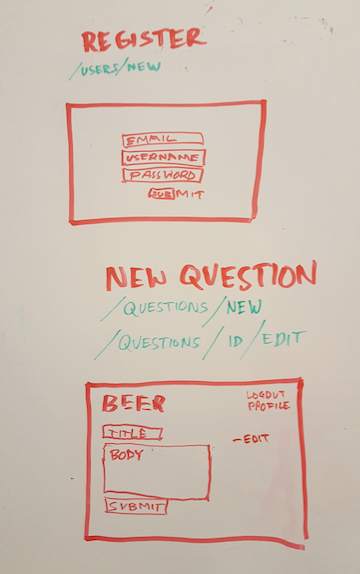 REGISTER
/USERS/NEW
EMAIL
USERNAME
PASSWORD
SUBMIT
NEW QUESTION
/QUESTIONS/NEW
/QUESTIONS/ID/EDIT
BEER
LOGOUT
PROFILE
TITLE
-EDIT
BODY
SUBMIT